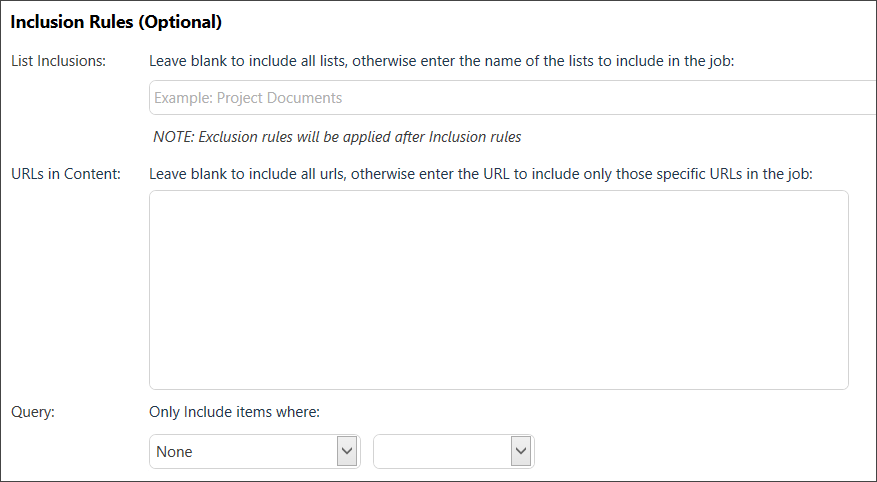 Inclusion Rules (Optional)
List Inclusions: Leave blank to include all lists, otherwise enter the name of the lists to include in the job:
Example: Project Documents
NOTE: Exclusion rules will be applied after Inclusion rules
URLs in Content: Leave blank to include all urls, otherwise enter the URL to include only those specific URLs in the job:
Query: Only Include items where:
None